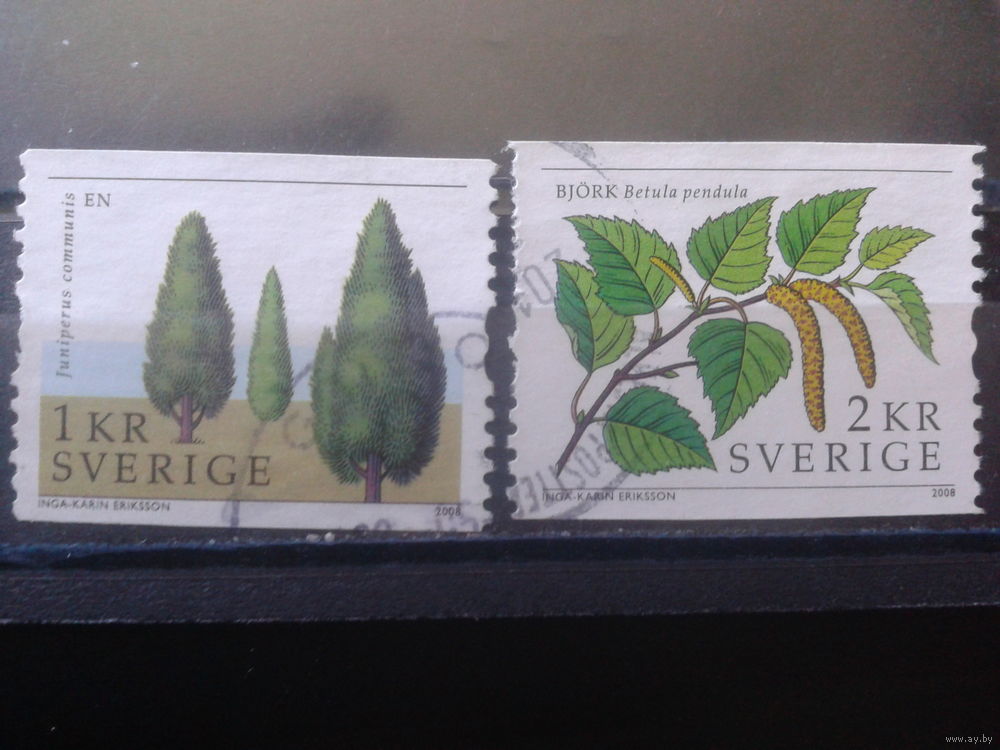 Juniperus communis
EN
1 KR
SVERIGE
INGA-KARIN ERIKSSON
2008
BJÖRK Betula pendula
2 KR
SVERIGE
INGA-KARIN ERIKSSON
2008
www.ay.by